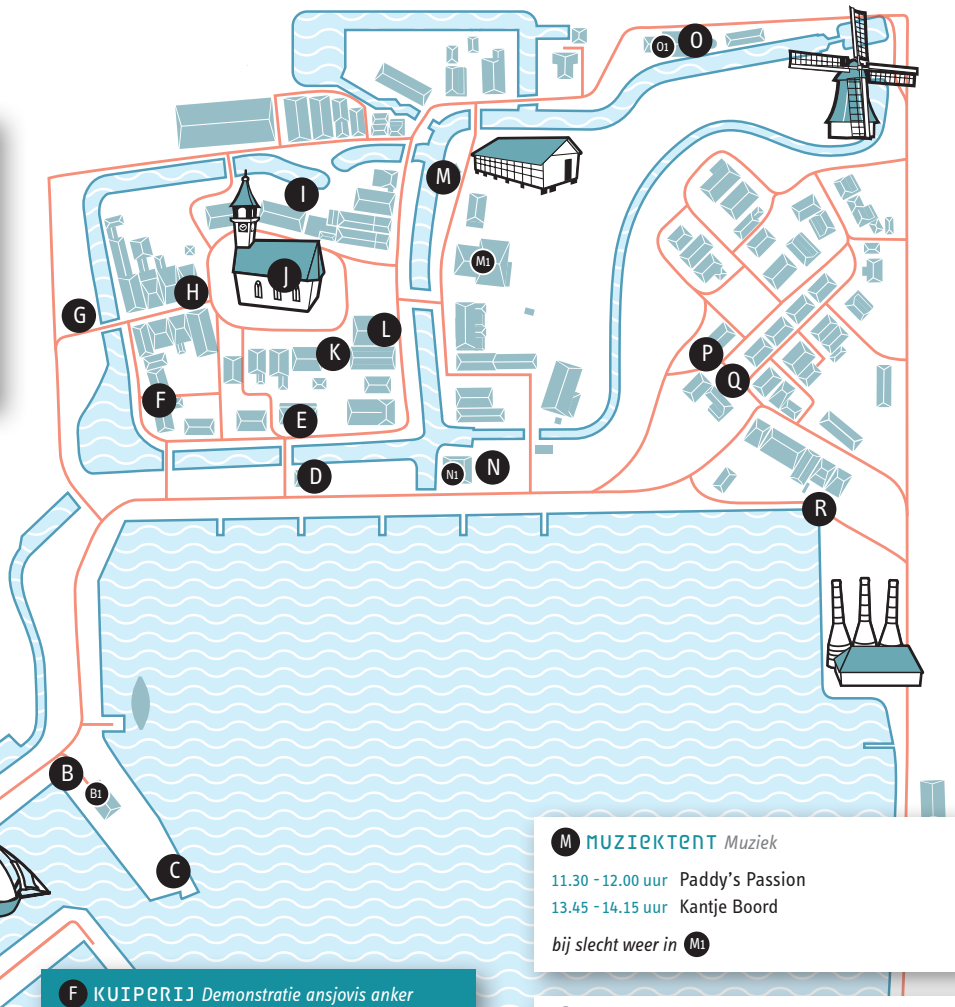 O1 O
M
I
M1
J
H
G
L
K
P
Q
F
E
N1 N
D
R
B
B1
C
M MUZIEKTENT Muziek
11.30 - 12.00 uur Paddy's Passion
13.45 - 14.15 uur Kantje Boord
bij slecht weer in M1
F KUIPERIJ Demonstratie ansjovis anker